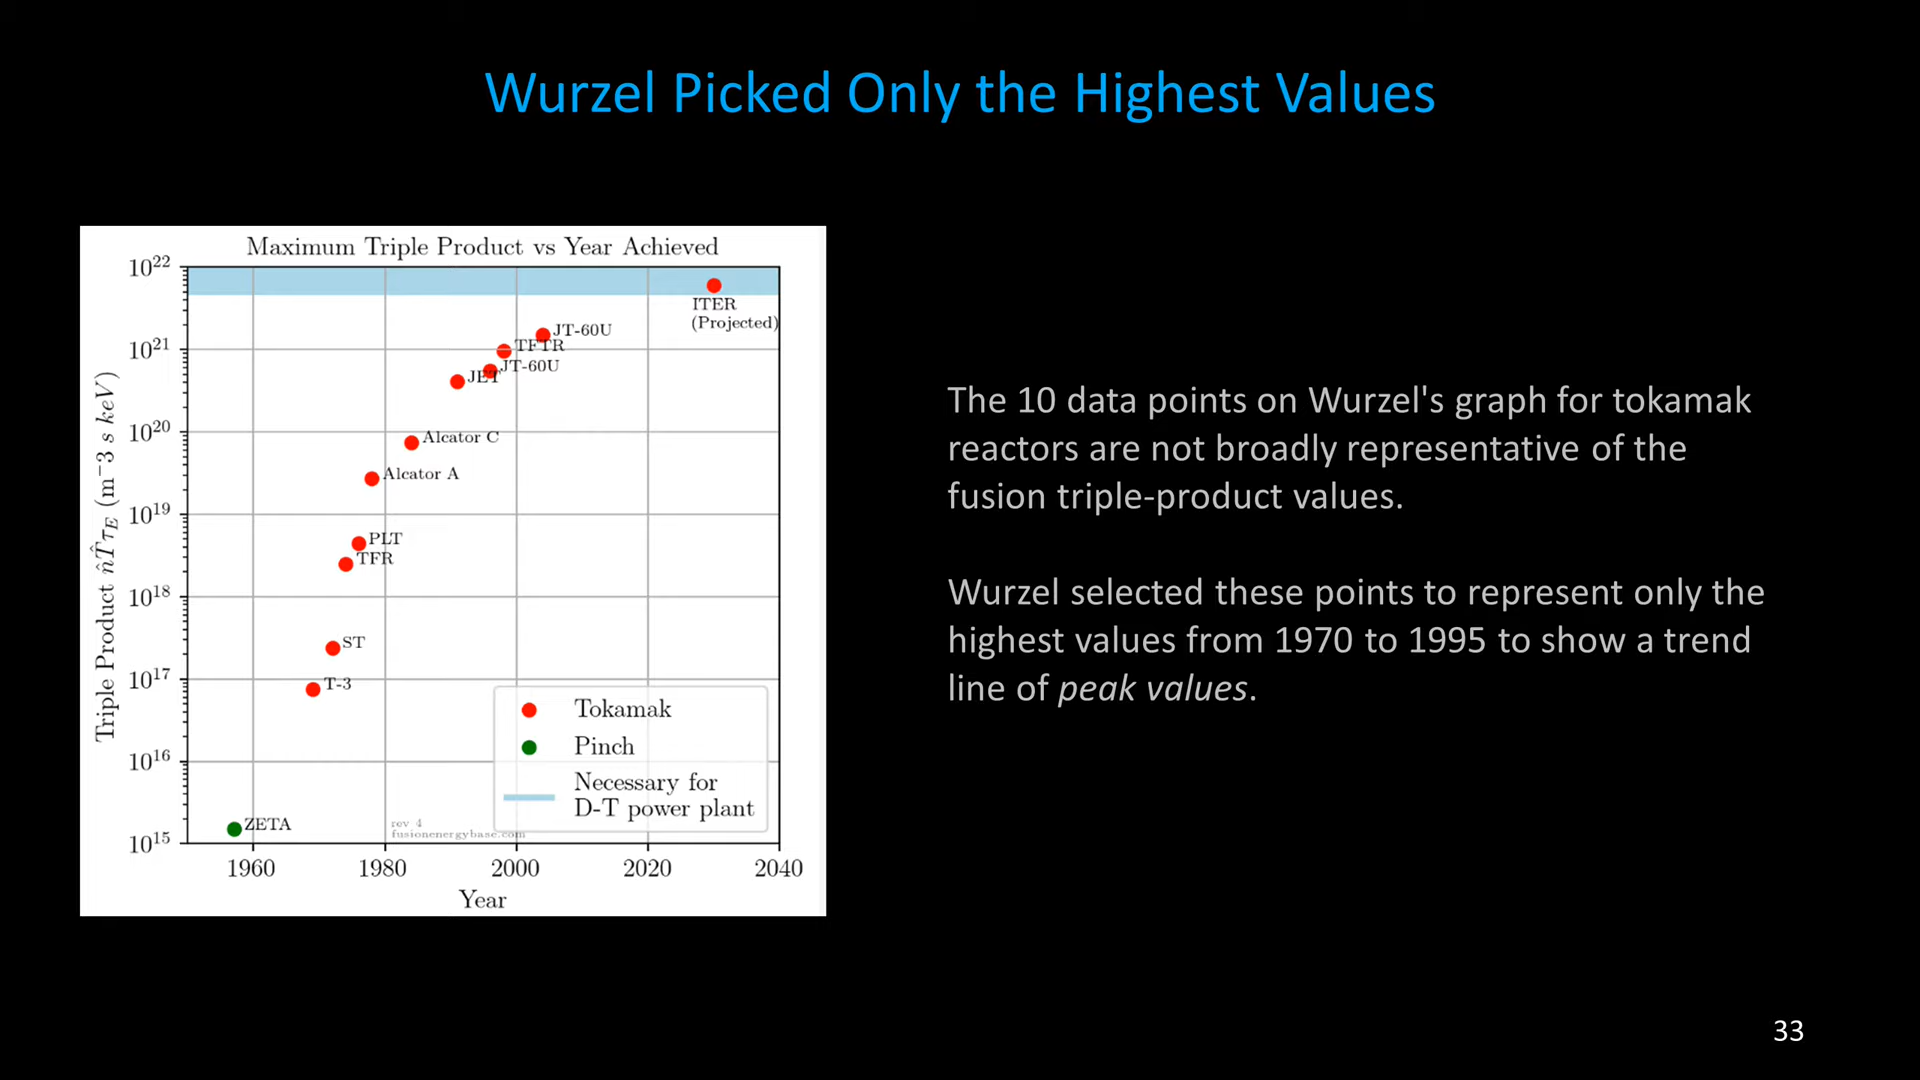 Wurzel Picked Only the Highest Values
Maximum Triple Product vs Year Achieved
10²²
10²¹
10²⁰
10¹⁹
10¹⁸
10¹⁷
10¹⁶
10¹⁵
Triple Product n̂T̂τ_E (m⁻3 s keV)
ITER
(Projected)
JT-60U
TFTR
JT-60U
JET
Alcator C
Alcator A
PLT
TFR
ST
T-3
ZETA
Tokamak
Pinch
Necessary for
D-T power plant
rev 4
fusionenergybase.com
1960
1980
2000
2020
2040
Year
The 10 data points on Wurzel's graph for tokamak
reactors are not broadly representative of the
fusion triple-product values.
Wurzel selected these points to represent only the
highest values from 1970 to 1995 to show a trend
line of peak values.
33